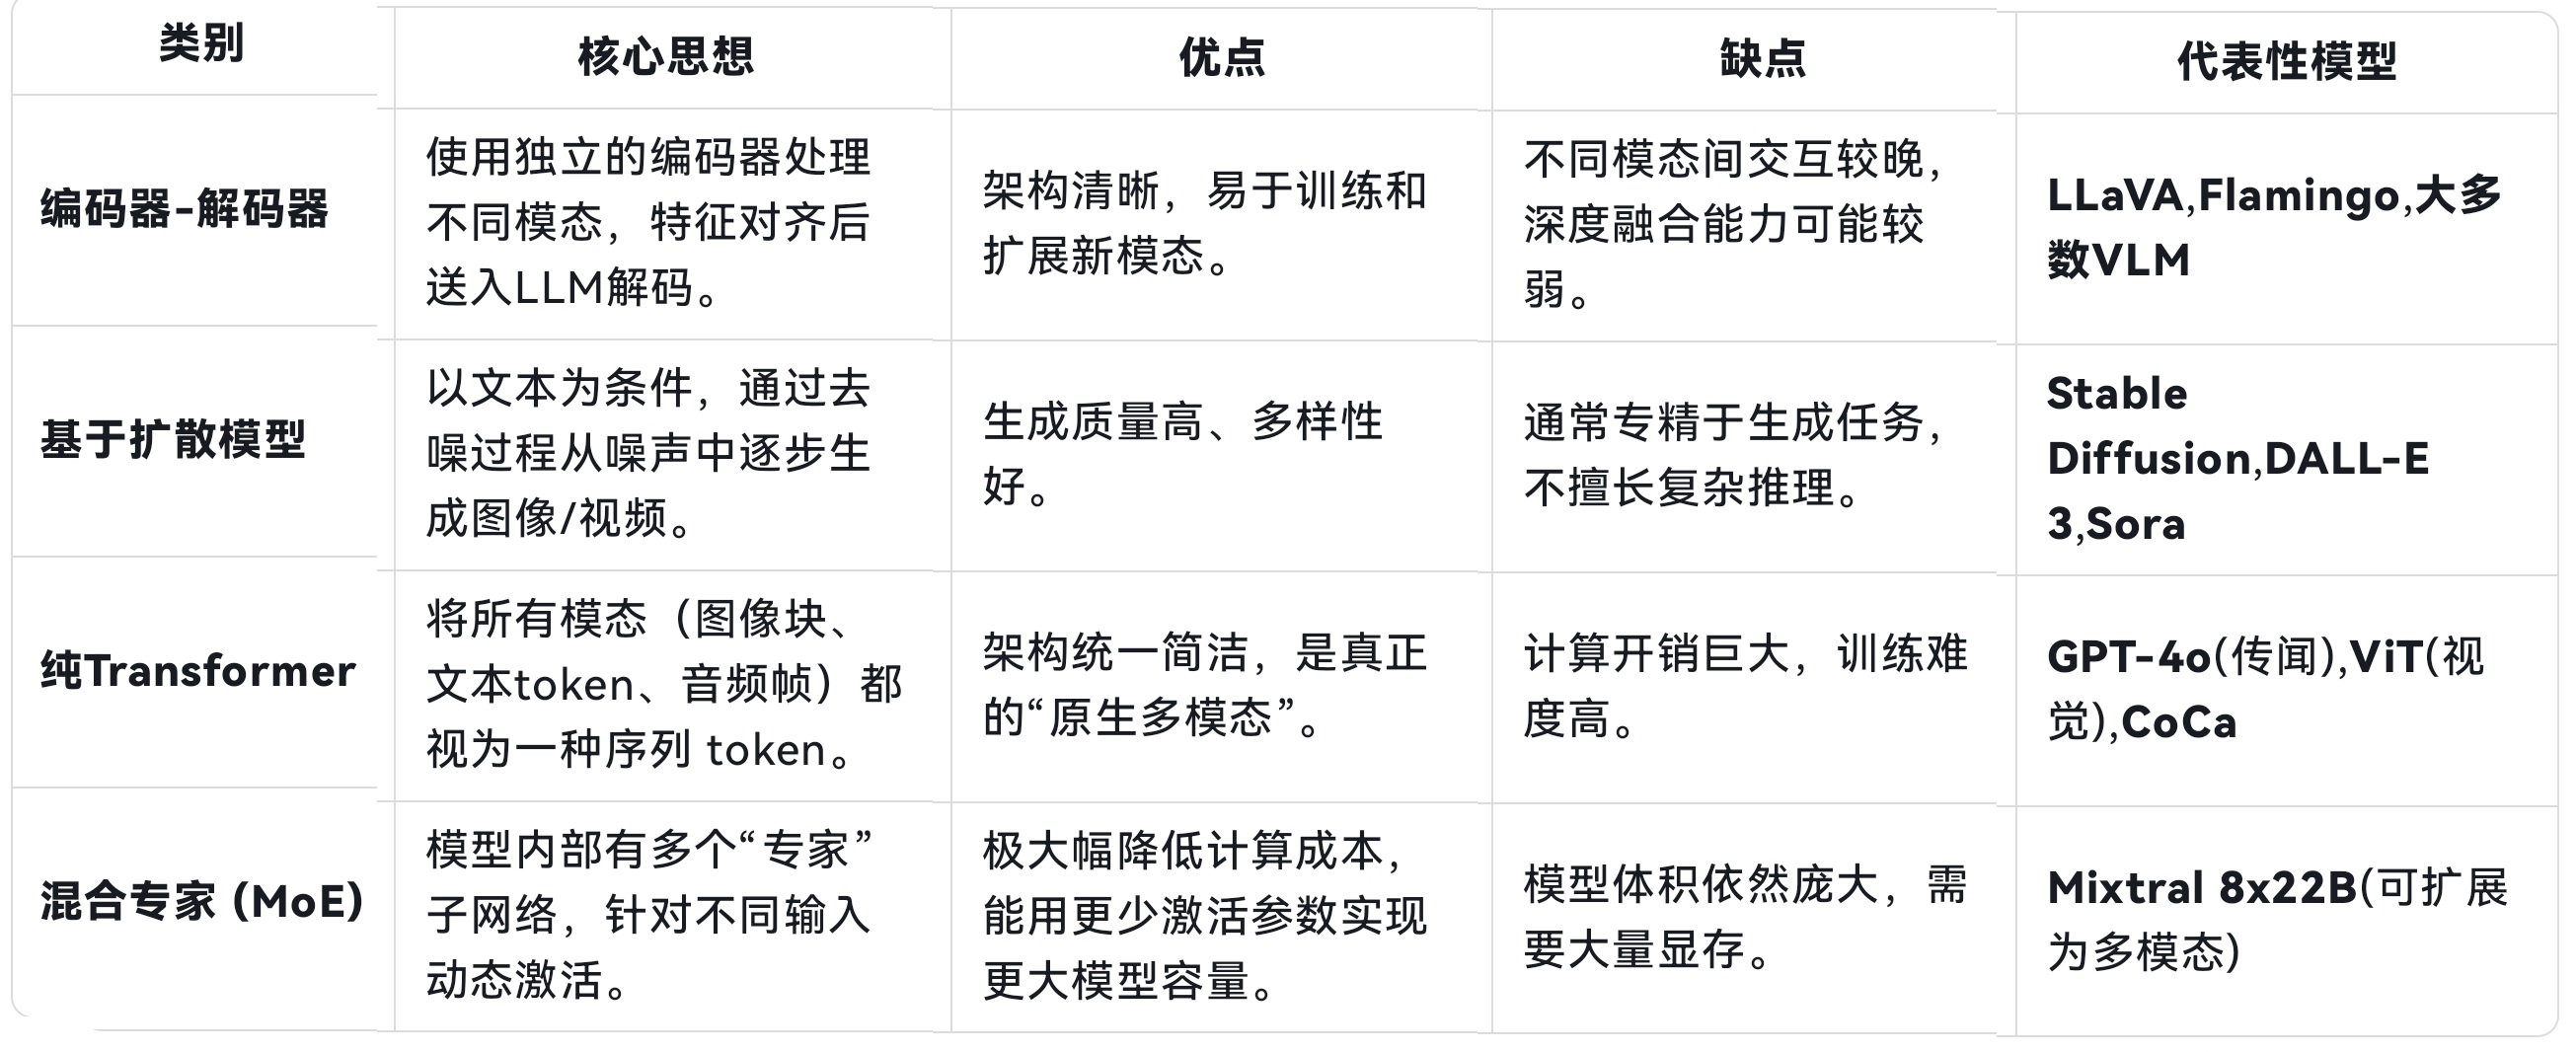 类别
核心思想
优点
缺点
代表性模型
编码器-解码器
使用独立的编码器处理
不同模态，特征对齐后
送入LLM解码。
架构清晰，易于训练和
扩展新模态。
不同模态间交互较晚，
深度融合能力可能较
弱。
LLaVA,Flamingo,大多
数VLM
基于扩散模型
以文本为条件，通过去
噪过程从噪声中逐步生
成图像/视频。
生成质量高、多样性
好。
通常专精于生成任务，
不擅长复杂推理。
Stable
Diffusion,DALL-E
3,Sora
纯Transformer
将所有模态（图像块、
文本token、音频帧）都
视为一种序列 token。
架构统一简洁，是真正
的“原生多模态”。
计算开销巨大，训练难
度高。
GPT-4o(传闻),ViT(视
觉),CoCa
混合专家 (MoE)
模型内部有多个“专家”
子网络，针对不同输入
动态激活。
极大幅降低计算成本，
能用更少激活参数实现
更大模型容量。
模型体积依然庞大，需
要大量显存。
Mixtral 8x22B(可扩展
为多模态)